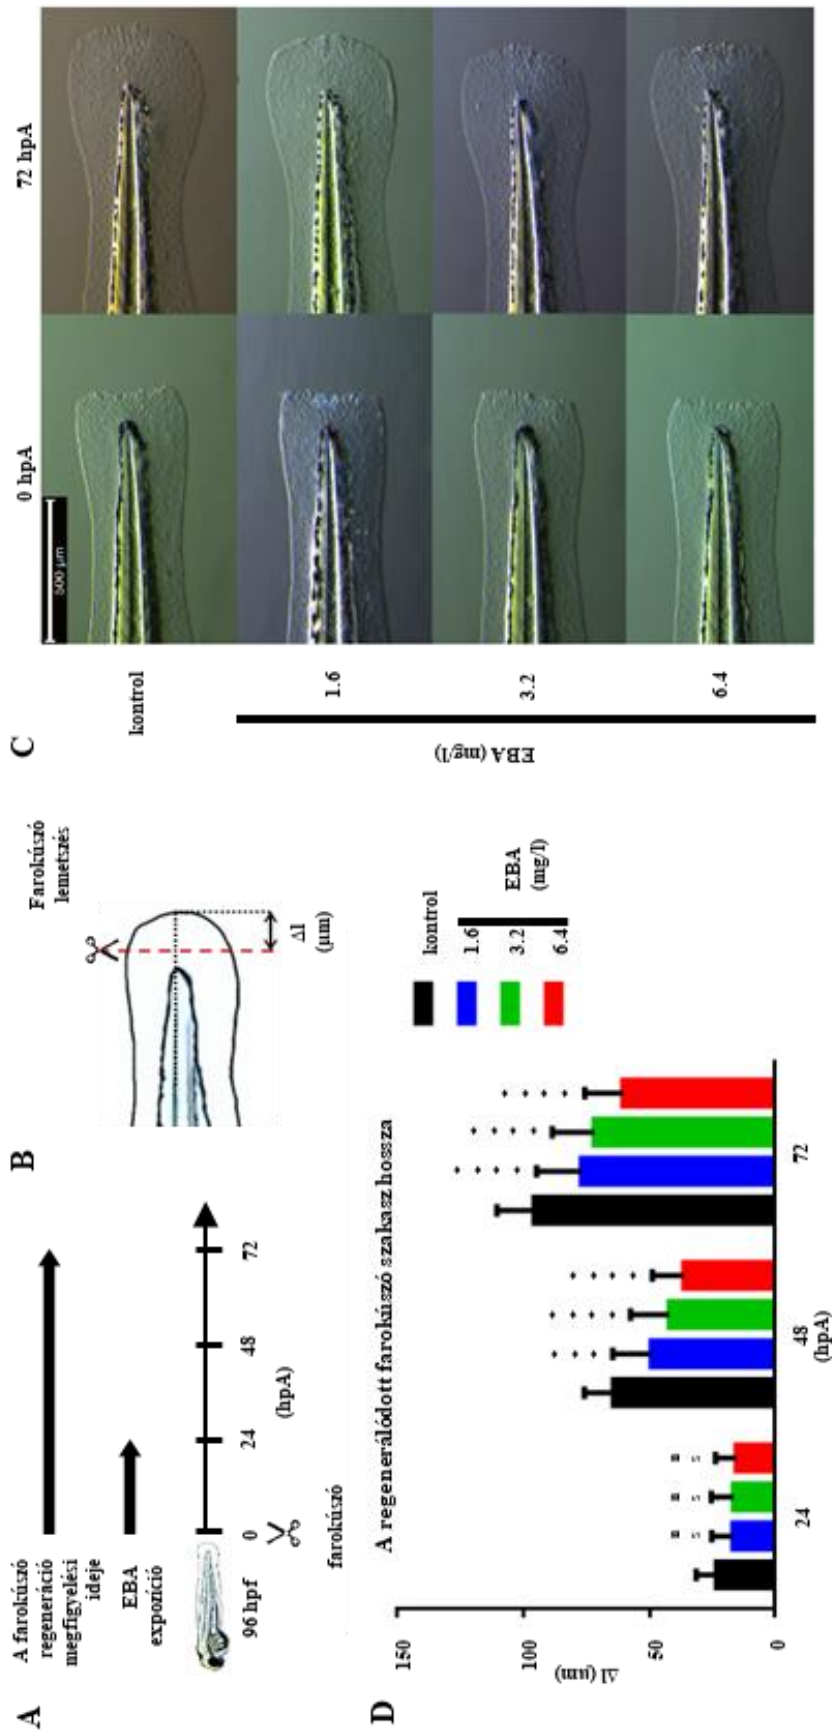 A
A farokúszó
regeneráció
megfigyelési
ideje
EBA
expozíció
96 hpf
0
24
48
72
(hpA)
farokúszó
B
Farokúszó
lemetszés
Δl
(μm)
C
0 hpA
72 hpA
500 μm
kontrol
1.6
3.2
6.4
EBA (mg/l)
D
A regenerálódott farokúszó szakasz hossza
Δl (μm)
150
100
50
0
24
48
72
(hpA)
n s
n s
n s
* * *
* * * *
* * * *
* * * *
* * * *
* * * *
kontrol
1.6
3.2
6.4
EBA
(mg/l)